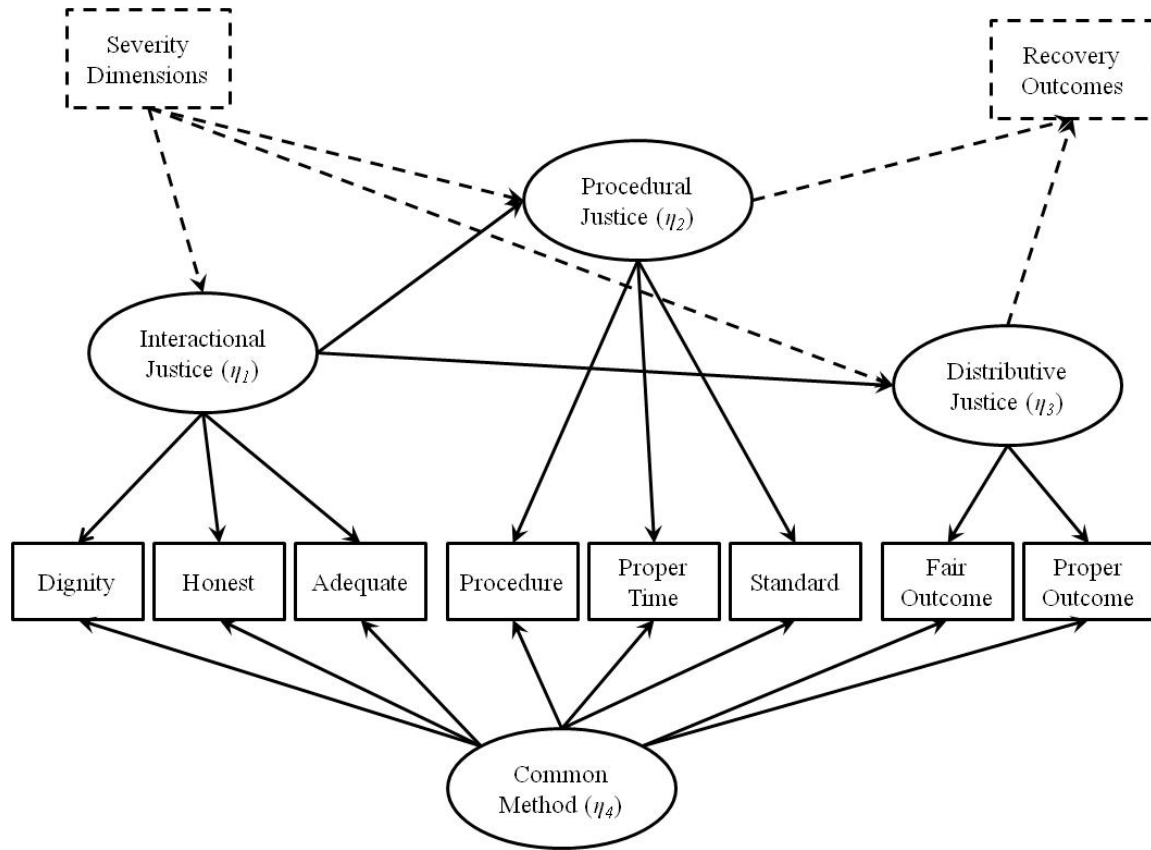 Severity
Dimensions
Recovery
Outcomes
Procedural
Justice (η2)
Interactional
Justice (η1)
Distributive
Justice (η3)
Dignity
Honest
Adequate
Procedure
Proper
Time
Standard
Fair
Outcome
Proper
Outcome
Common
Method (η4)